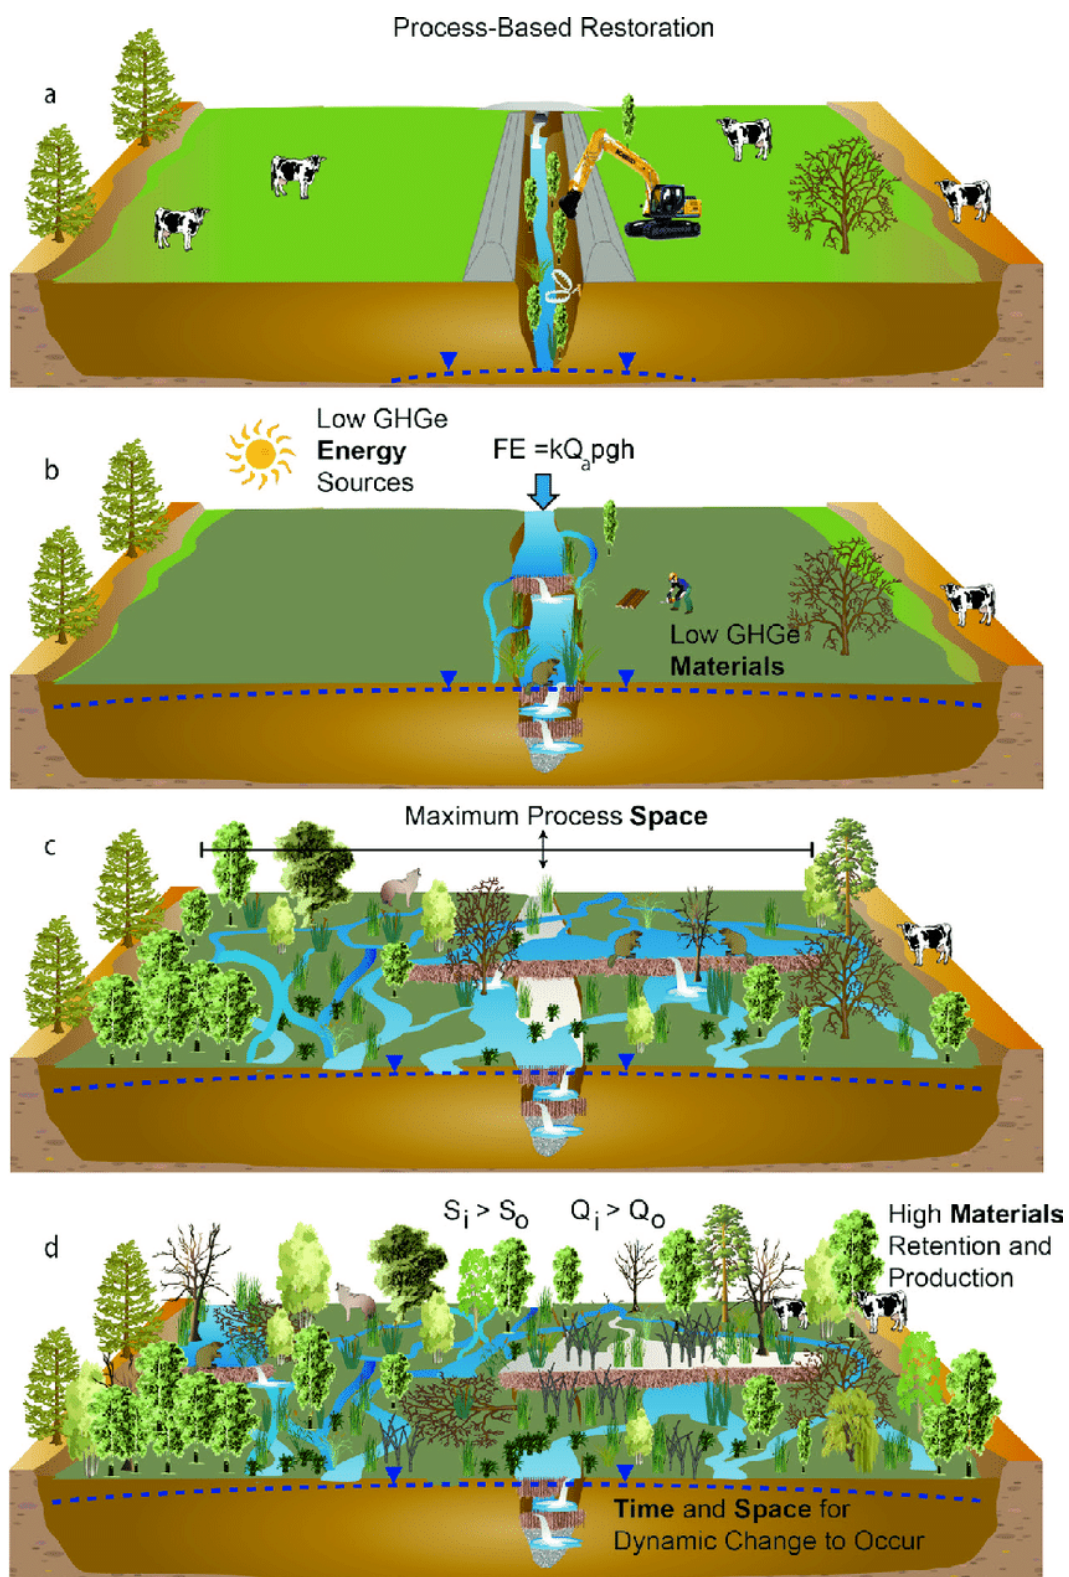 Process-Based Restoration
a
b
Low GHGe
Energy
Sources
FE =kQapgh
Low GHGe
Materials
c
Maximum Process Space
d
Si > So
Qi > Qo
High Materials
Retention and
Production
Time and Space for
Dynamic Change to Occur